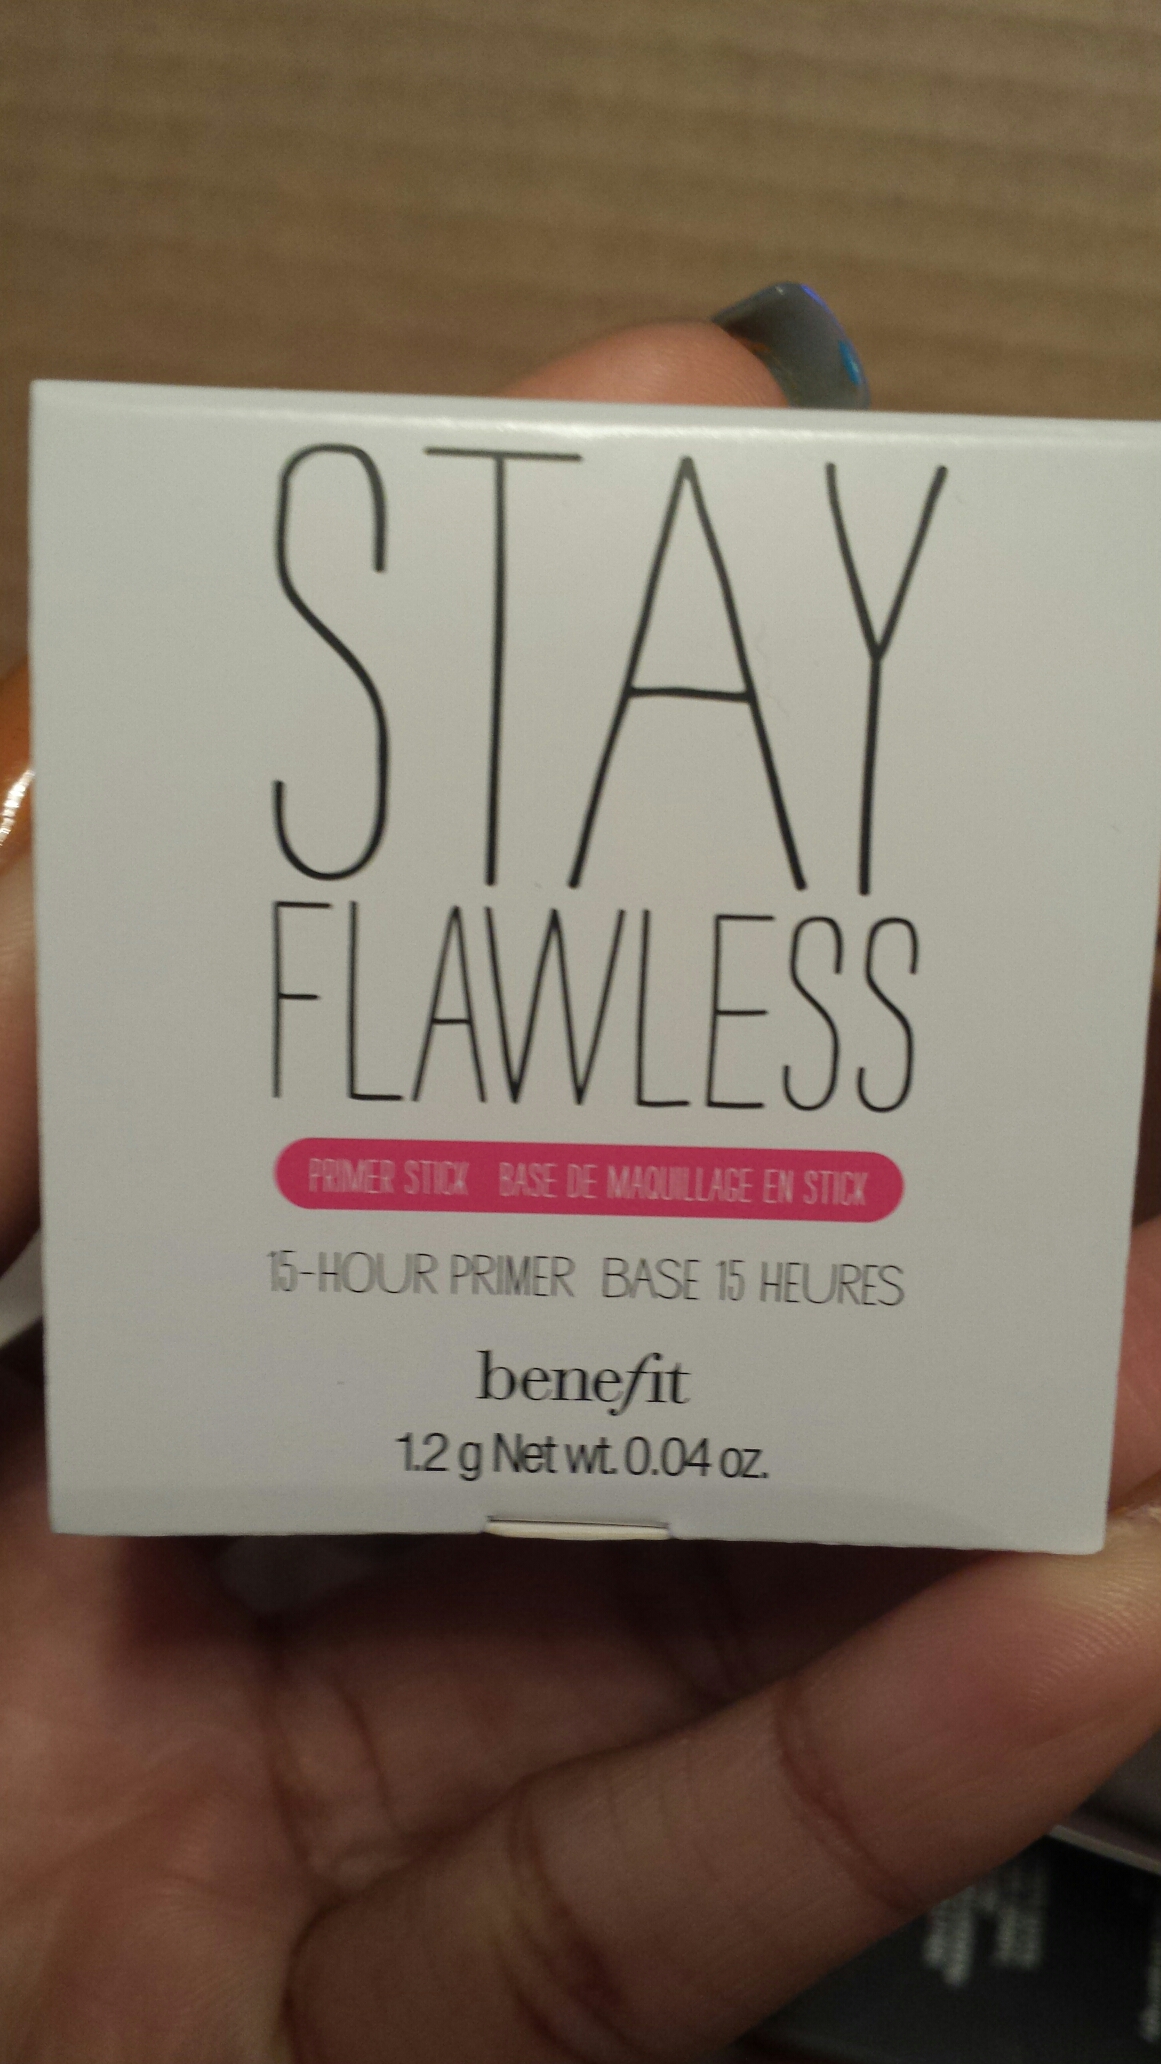 STAY
FLAWLESS
PRIMER STICK BASE DE MAQUILLAGE EN STICK
15-HOUR PRIMER BASE 15 HEURES
benefit
1.2 g Net wt. 0.04 oz.